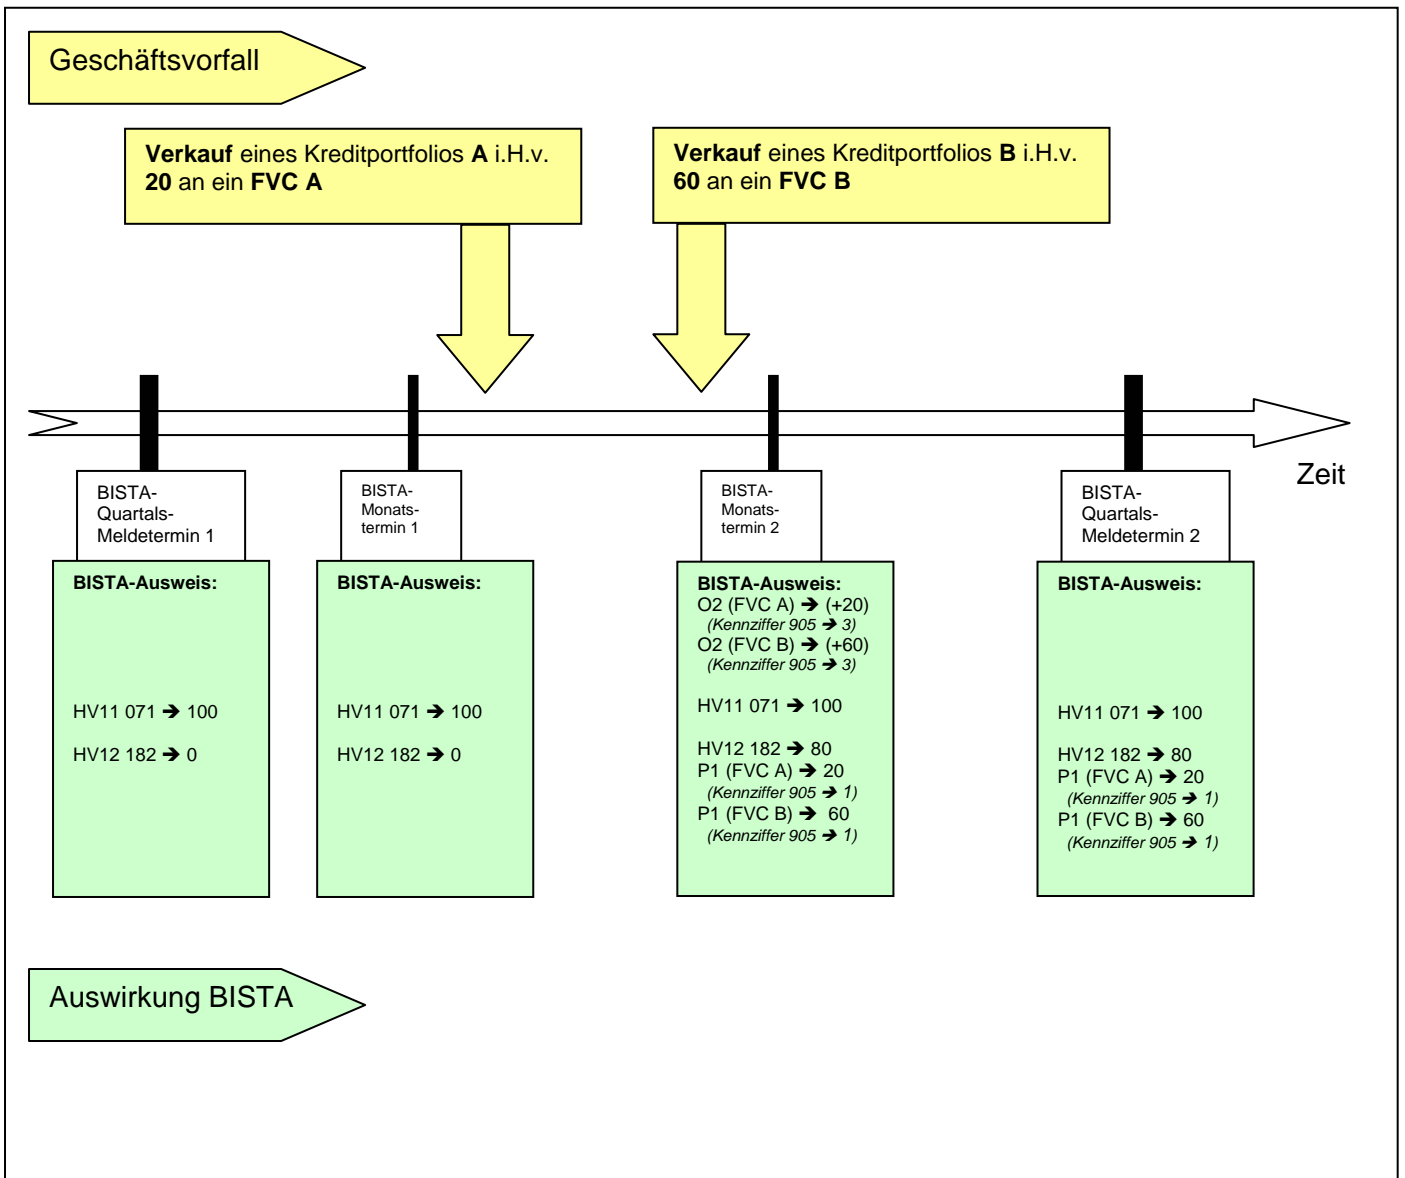 Geschäftsvorfall
Verkauf eines Kreditportfolios A i.H.v.
20 an ein FVC A
Verkauf eines Kreditportfolios B i.H.v.
60 an ein FVC B
Zeit
BISTA-
Quartals-
Meldetermin 1
BISTA-Ausweis:
HV11 071 ➔ 100
HV12 182 ➔ 0
BISTA-
Monats-
termin 1
BISTA-Ausweis:
HV11 071 ➔ 100
HV12 182 ➔ 0
BISTA-
Monats-
termin 2
BISTA-Ausweis:
O2 (FVC A) ➔ (+20)
(Kennziffer 905 ➔ 3)
O2 (FVC B) ➔ (+60)
(Kennziffer 905 ➔ 3)
HV11 071 ➔ 100
HV12 182 ➔ 80
P1 (FVC A) ➔ 20
(Kennziffer 905 ➔ 1)
P1 (FVC B) ➔ 60
(Kennziffer 905 ➔ 1)
BISTA-
Quartals-
Meldetermin 2
BISTA-Ausweis:
HV11 071 ➔ 100
HV12 182 ➔ 80
P1 (FVC A) ➔ 20
(Kennziffer 905 ➔ 1)
P1 (FVC B) ➔ 60
(Kennziffer 905 ➔ 1)
Auswirkung BISTA